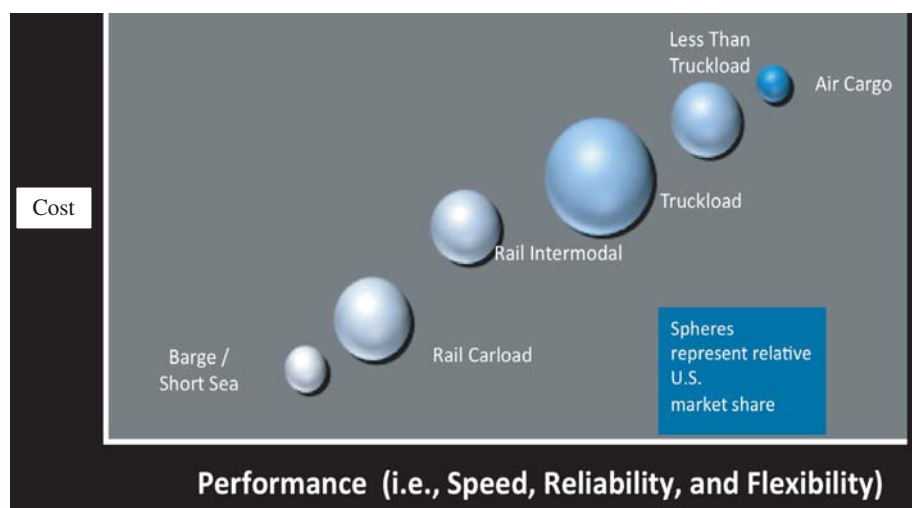 Less Than
Truckload
Air Cargo
Cost
Truckload
Rail Intermodal
Spheres
represent relative
U.S.
market share
Rail Carload
Barge /
Short Sea
Performance (i.e., Speed, Reliability, and Flexibility)